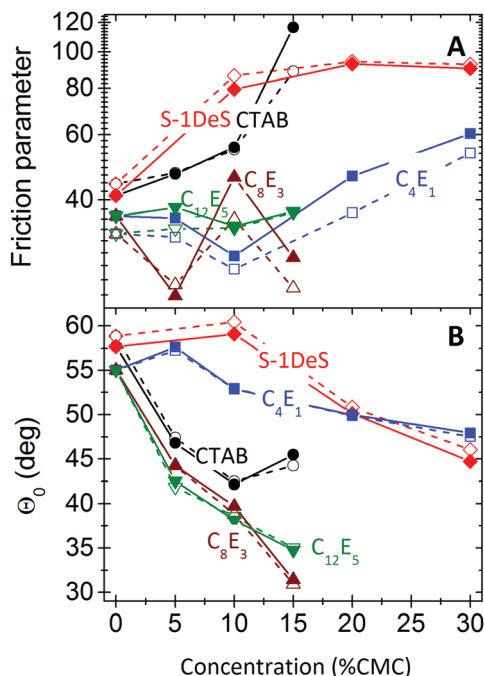 120
100
80
60
40
Friction parameter
A
S-1DeS CTAB
C₈E₃
C₁₂E₅
C₄E₁
60
55
50
45
40
35
30
Θ₀ (deg)
B
S-1DeS
C₄E₁
CTAB
C₈E₃
C₁₂E₅
0 5 10 15 20 25 30
Concentration (%CMC)